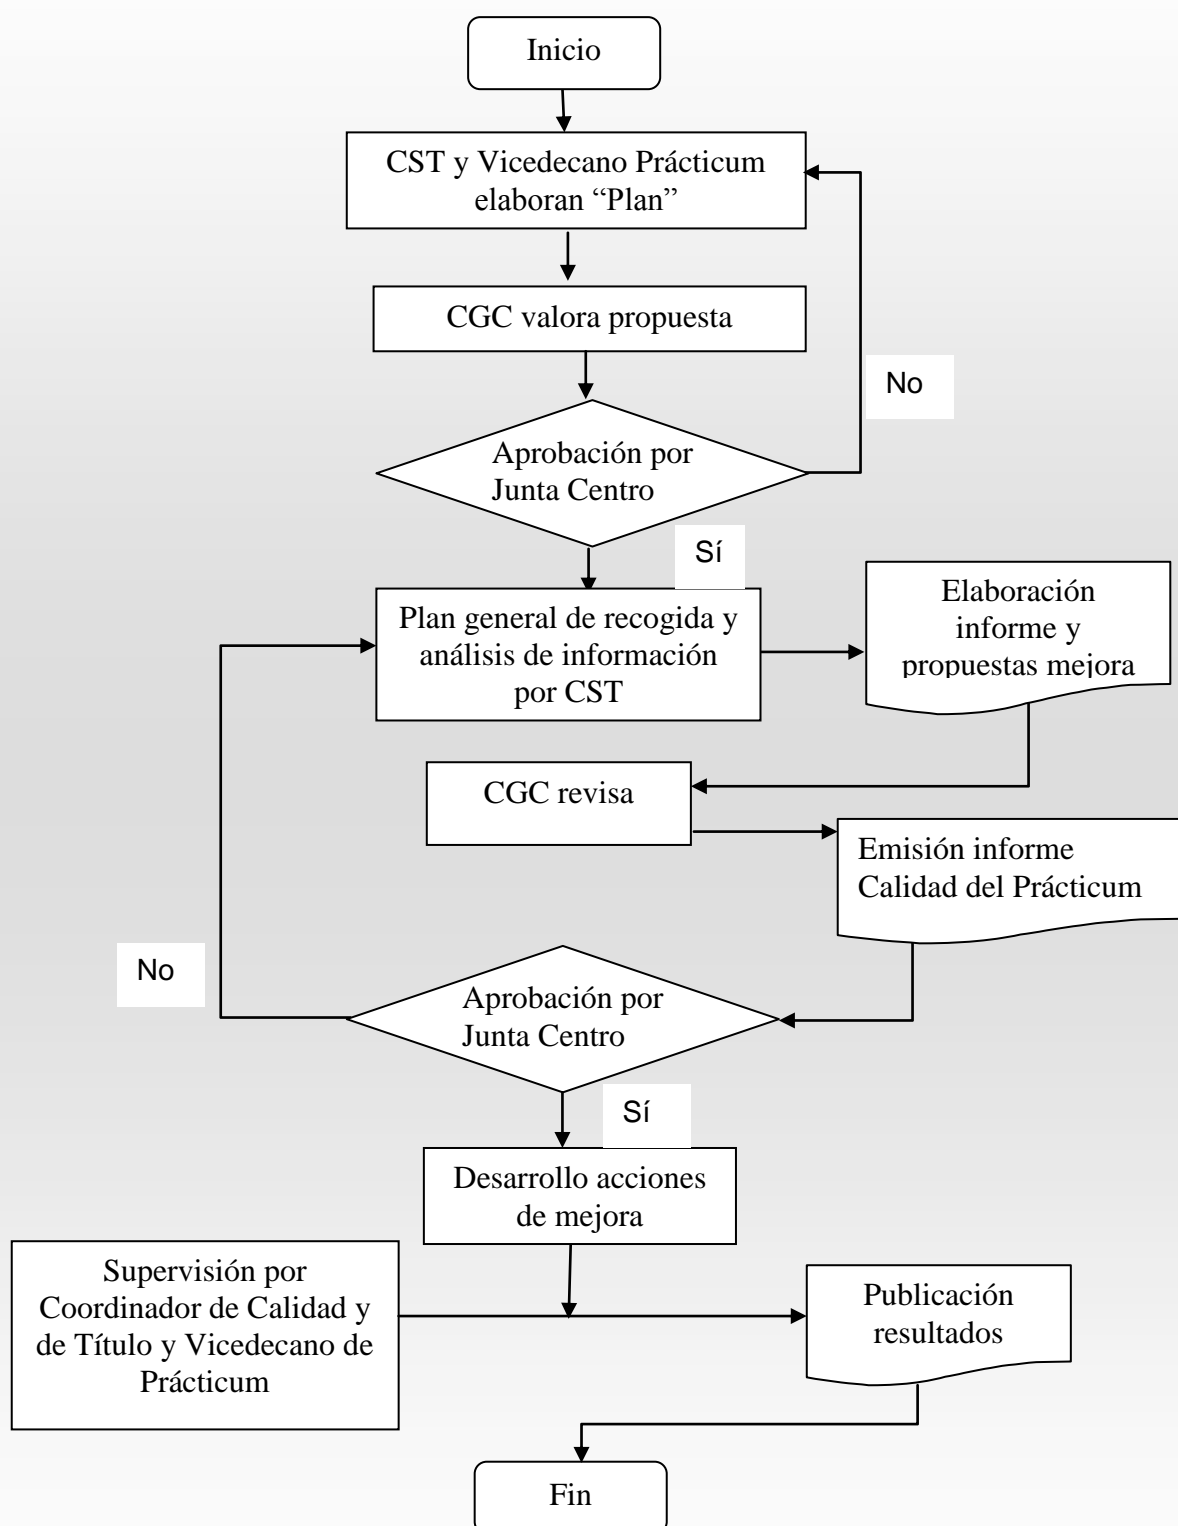 Inicio
CST y Vicedecano Prácticum
elaboran “Plan”
CGC valora propuesta
No
Aprobación por
Junta Centro
Sí
Plan general de recogida y
análisis de información
por CST
Elaboración
informe y
propuestas mejora
CGC revisa
Emisión informe
Calidad del Prácticum
No
Aprobación por
Junta Centro
Sí
Desarrollo acciones
de mejora
Supervisión por
Coordinador de Calidad y
de Título y Vicedecano de
Prácticum
Publicación
resultados
Fin